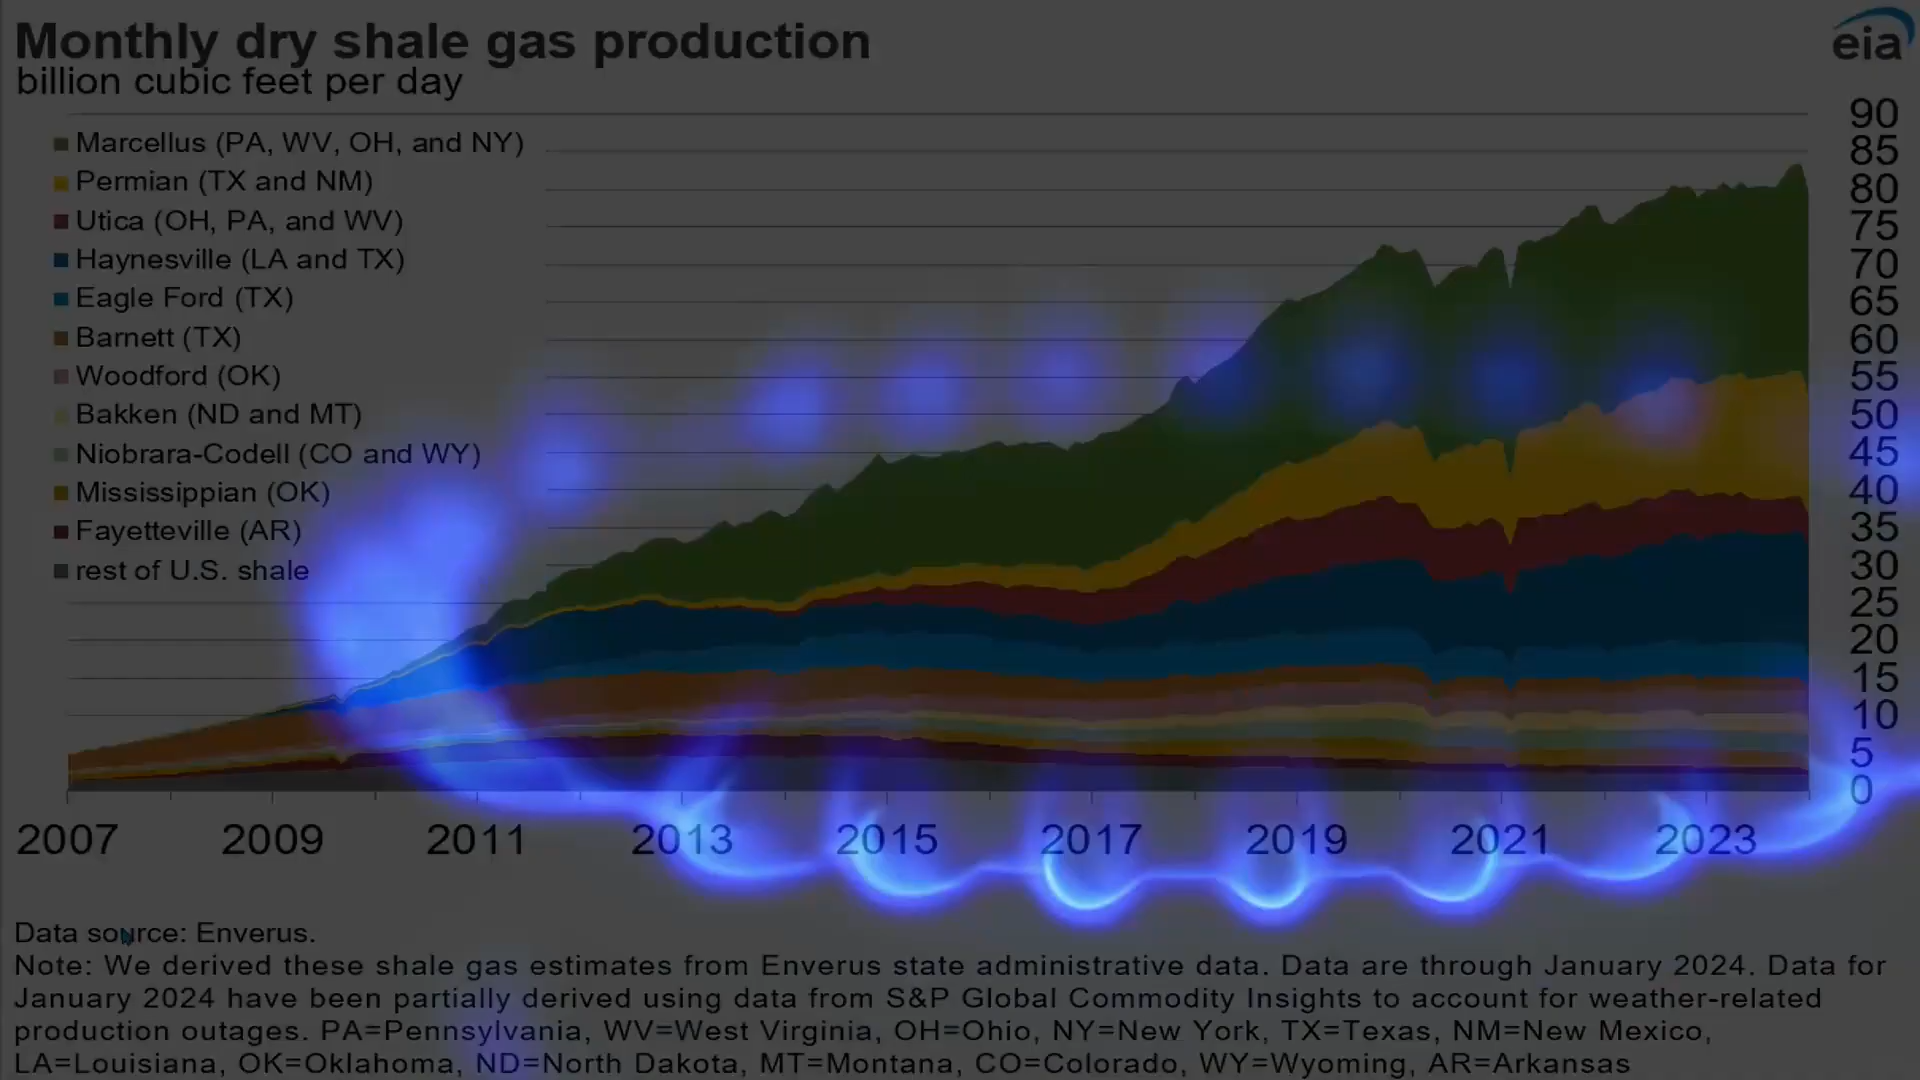 Monthly dry shale gas production
billion cubic feet per day
eia
Marcellus (PA, WV, OH, and NY)
Permian (TX and NM)
Utica (OH, PA, and WV)
Haynesville (LA and TX)
Eagle Ford (TX)
Barnett (TX)
Woodford (OK)
Bakken (ND and MT)
Niobrara-Codell (CO and WY)
Mississippian (OK)
Fayetteville (AR)
rest of U.S. shale
90
85
80
75
70
65
60
55
50
45
40
35
30
25
20
15
10
5
0
2007 2009 2011 2013 2015 2017 2019 2021 2023
Data source: Enverus.
Note: We derived these shale gas estimates from Enverus state administrative data. Data are through January 2024. Data for
January 2024 have been partially derived using data from S&P Global Commodity Insights to account for weather-related
production outages. PA=Pennsylvania, WV=West Virginia, OH=Ohio, NY=New York, TX=Texas, NM=New Mexico,
LA=Louisiana, OK=Oklahoma, ND=North Dakota, MT=Montana, CO=Colorado, WY=Wyoming, AR=Arkansas